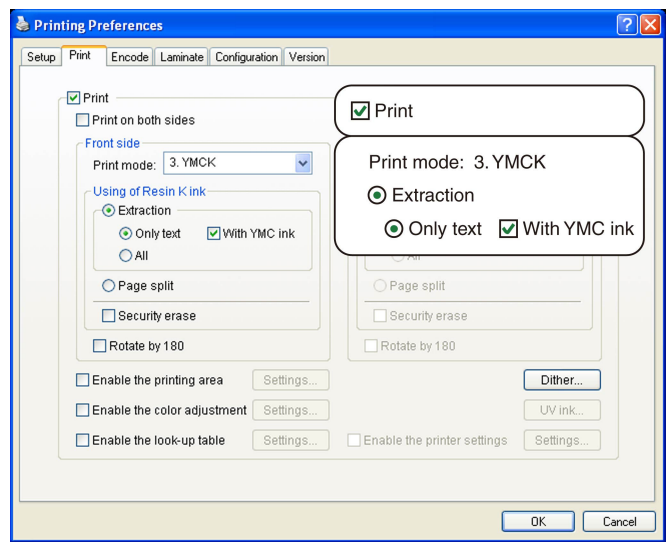 Printing Preferences
Setup Print Encode Laminate Configuration Version
Print
Print on both sides
Front side
Print mode: 3. YMCK
Using of Resin K ink
Extraction
Only text With YMC ink
All
Page split
Security erase
Rotate by 180
Print
Print mode: 3. YMCK
Extraction
Only text With YMC ink
All
Page split
Security erase
Rotate by 180
Enable the printing area Settings... Dither...
Enable the color adjustment Settings... UV ink...
Enable the look-up table Settings... Enable the printer settings Settings...
OK Cancel